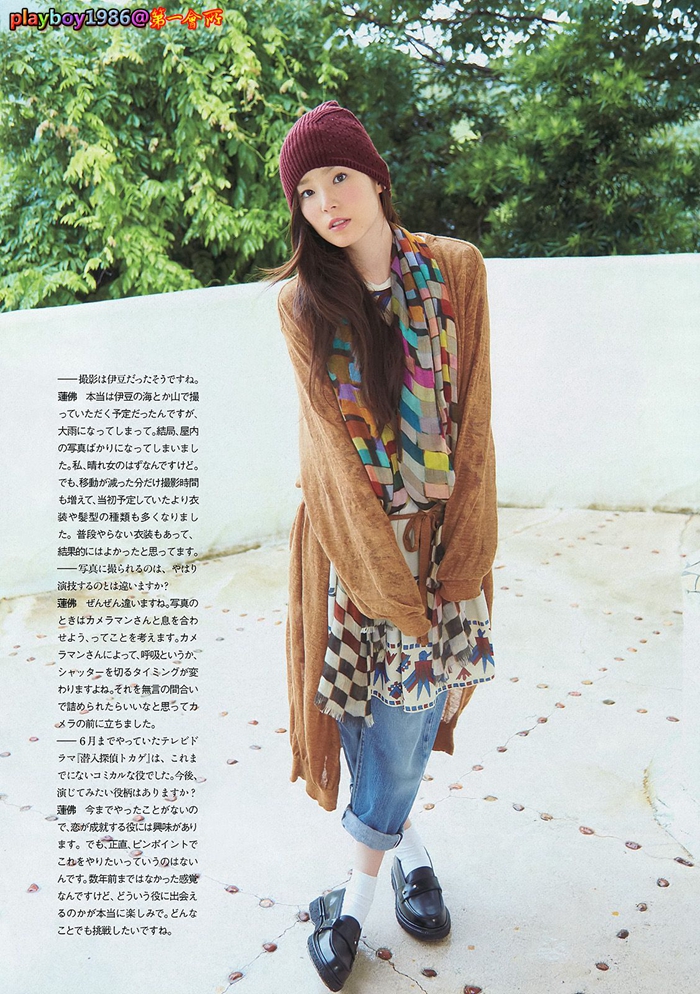 playboy1986@第一會所
――撮影は伊豆だったそうですね。
蓮佛　本当は伊豆の海とか山で撮
っていただく予定だったんですが、
大雨になってしまって。結局、屋内
の写真ばかりになってしまいまし
た。私、晴れ女のはずなんですけど。
でも、移動が減った分だけ撮影時間
も増えて、当初予定していたより衣
装や髪型の種類も多くなりまし
た。普段やらない衣装もあって、
結果的にはよかったと思ってます。
――写真に撮られるのは、やはり
演技するのとは違いますか？
蓮佛　ぜんぜん違いますね。写真の
ときはカメラマンさんと息を合わ
せよう、ってことを考えます。カメ
ラマンさんによって、呼吸というか、
シャッターを切るタイミングが変
わりますよね。それを無言の間合い
で詰められたらいいなと思ってカ
メラの前に立ちました。
――６月までやっていたテレビド
ラマ『潜入探偵トカゲ』は、これま
でにないコミカルな役でした。今後、
演じてみたい役柄はありますか？
蓮佛　今までやったことがないの
で、恋が成就する役には興味があり
ます。でも、正直、ピンポイントで
これをやりたいっていうのはない
んです。数年前まではなかった感覚
なんですけど、どういう役に出会え
るのかが本当に楽しみで。どんな
ことでも挑戦したいですね。